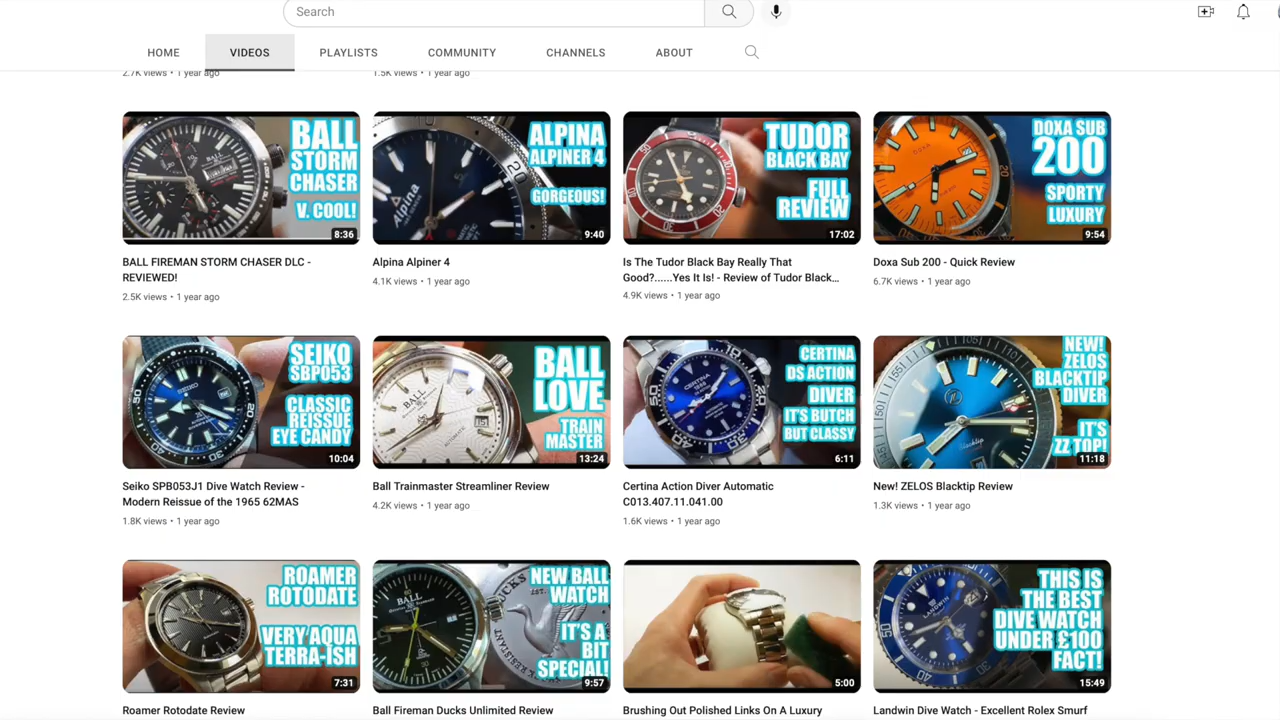 Search
HOME
VIDEOS
PLAYLISTS
COMMUNITY
CHANNELS
ABOUT
2.7K views • 1 year ago
1.5K views • 1 year ago
BALL
STORM
CHASER
V. COOL!
8:36
ALPINA
ALPINER 4
GORGEOUS!
Alpina
20
9:40
TUDOR
BLACK BAY
FULL
REVIEW
17:02
DOXA SUB
200
SPORTY
LUXURY
9:54
BALL FIREMAN STORM CHASER DLC -
REVIEWED!
2.5K views • 1 year ago
Alpina Alpiner 4
4.1K views • 1 year ago
Is The Tudor Black Bay Really That
Good?......Yes It Is! - Review of Tudor Black...
4.9K views • 1 year ago
Doxa Sub 200 - Quick Review
6.7K views • 1 year ago
SEIKO
SBP053
CLASSIC
REISSUE
EYE CANDY
SEIKO
10:04
BALL
LOVE
TRAIN
MASTER
BALL
13:24
CERTINA
DS ACTION
DIVER
IT'S BUTCH
BUT CLASSY
CERTINA
6:11
NEW!
ZELOS
BLACKTIP
DIVER
IT'S
ZZ TOP!
blacktip
11:18
Seiko SPB053J1 Dive Watch Review -
Modern Reissue of the 1965 62MAS
1.8K views • 1 year ago
Ball Trainmaster Streamliner Review
4.2K views • 1 year ago
Certina Action Diver Automatic
C013.407.11.041.00
1.6K views • 1 year ago
New! ZELOS Blacktip Review
1.3K views • 1 year ago
ROAMER
ROTODATE
VERY AQUA
TERRA-ISH
7:31
NEW BALL
WATCH
IT'S A
BIT
SPECIAL!
BALL
9:57
5:00
THIS IS
THE BEST
DIVE WATCH
UNDER £100
FACT!
LANDWIN
15:49
Roamer Rotodate Review
Ball Fireman Ducks Unlimited Review
Brushing Out Polished Links On A Luxury
Landwin Dive Watch - Excellent Rolex Smurf